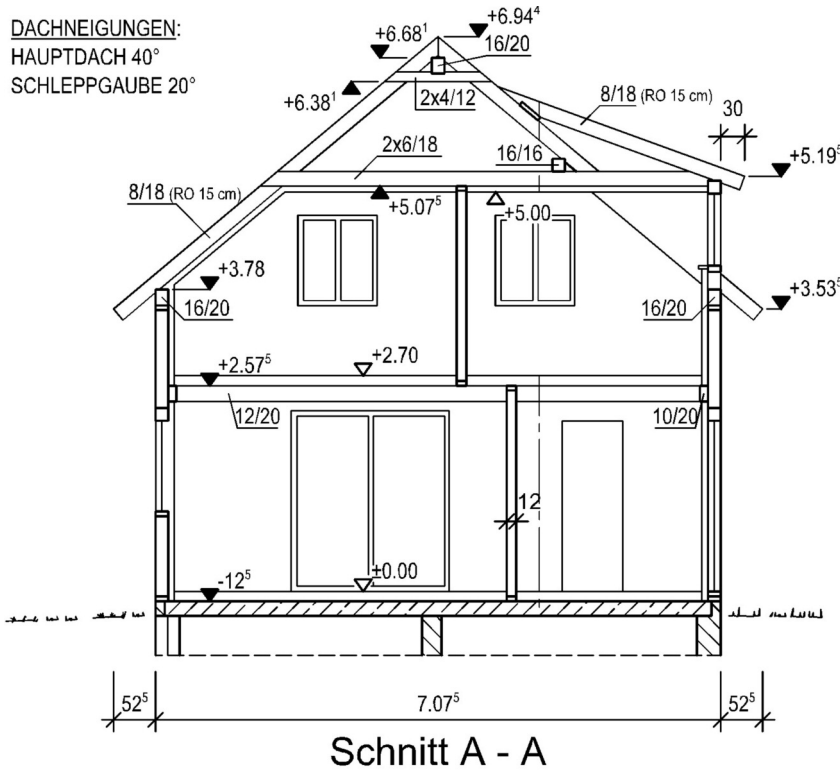 DACHNEIGUNGEN:
HAUPTDACH 40°
SCHLEPPGAUBE 20°
+6.94⁴
+6.68¹
16/20
+6.38¹
2x4/12
8/18 (RO 15 cm)
30
2x6/18
16/16
+5.19⁵
8/18 (RO 15 cm)
+5.07⁵
+5.00
+3.78
16/20
16/20
+3.53⁵
+2.57⁵
+2.70
12/20
10/20
12
-12⁵
±0.00
52⁵
7.07⁵
52⁵
Schnitt A - A